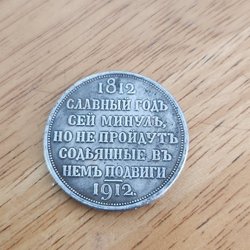 1812
СЛАВНЫЙ ГОДЪ
СЕЙ МИНУЛЪ,
НО НЕ ПРОЙДУТЪ
СОДѢЯННЫЕ ВЪ
НЕМЪ ПОДВИГИ
1912.